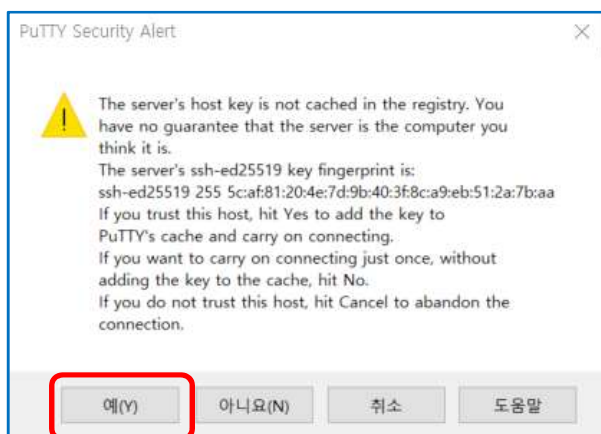 PuTTY Security Alert
The server's host key is not cached in the registry. You
have no guarantee that the server is the computer you
think it is.
The server's ssh-ed25519 key fingerprint is:
ssh-ed25519 255 5c:af:81:20:4e:7d:9b:40:3f:8c:a9:eb:51:2a:7b:aa
If you trust this host, hit Yes to add the key to
PuTTY's cache and carry on connecting.
If you want to carry on connecting just once, without
adding the key to the cache, hit No.
If you do not trust this host, hit Cancel to abandon the
connection.
예(Y) 아니요(N) 취소 도움말